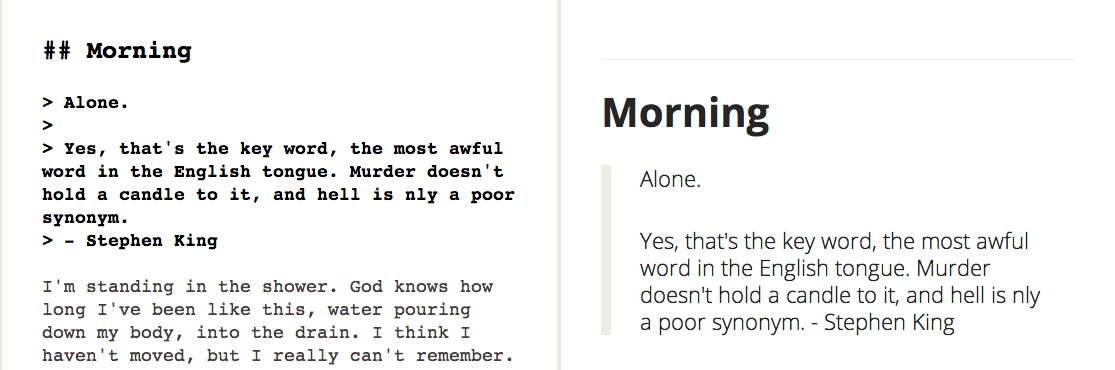 ## Morning
> Alone.
>
> Yes, that's the key word, the most awful
word in the English tongue. Murder doesn't
hold a candle to it, and hell is nly a poor
synonym.
> - Stephen King
I'm standing in the shower. God knows how
long I've been like this, water pouring
down my body, into the drain. I think I
haven't moved, but I really can't remember.
Morning
Alone.
Yes, that's the key word, the most awful
word in the English tongue. Murder
doesn't hold a candle to it, and hell is nly
a poor synonym. - Stephen King